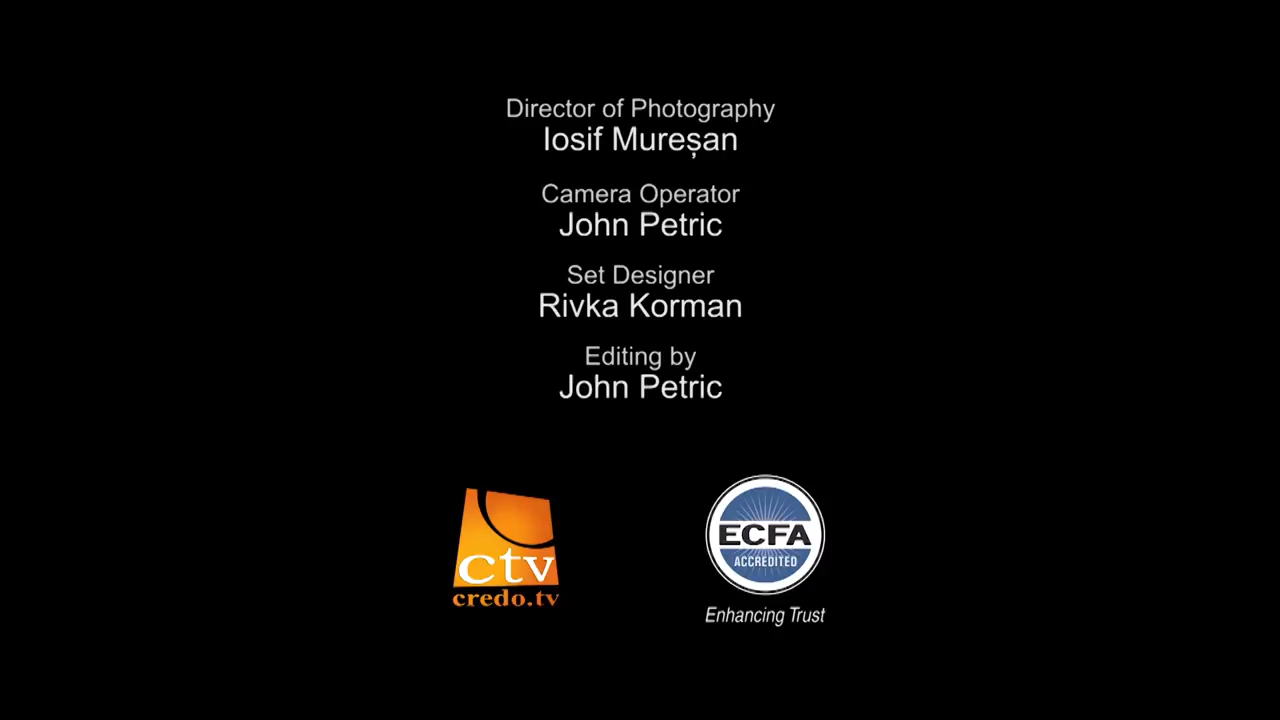 Director of Photography
Iosif Mureșan
Camera Operator
John Petric
Set Designer
Rivka Korman
Editing by
John Petric
ctv
credo.tv
ECFA
ACCREDITED
Enhancing Trust